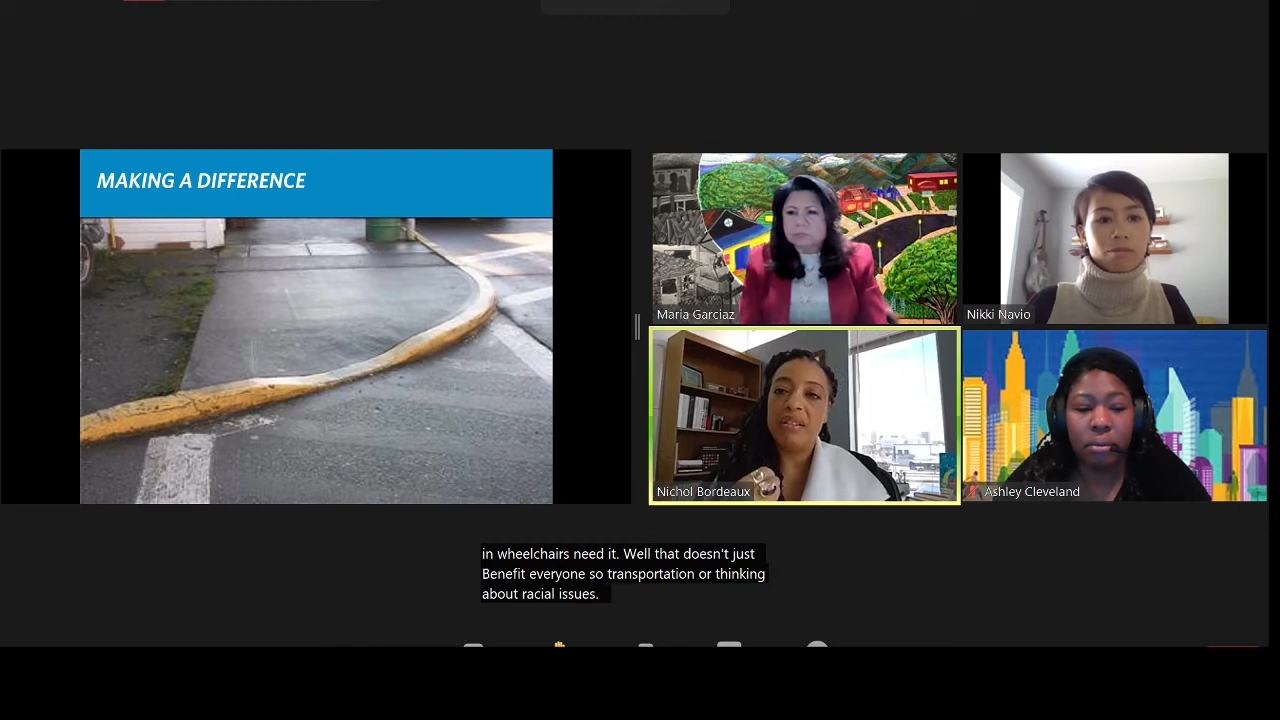 MAKING A DIFFERENCE
Maria Garciaz
Nikki Navio
Nichol Bordeaux
Ashley Cleveland
in wheelchairs need it. Well that doesn't just
Benefit everyone so transportation or thinking
about racial issues.